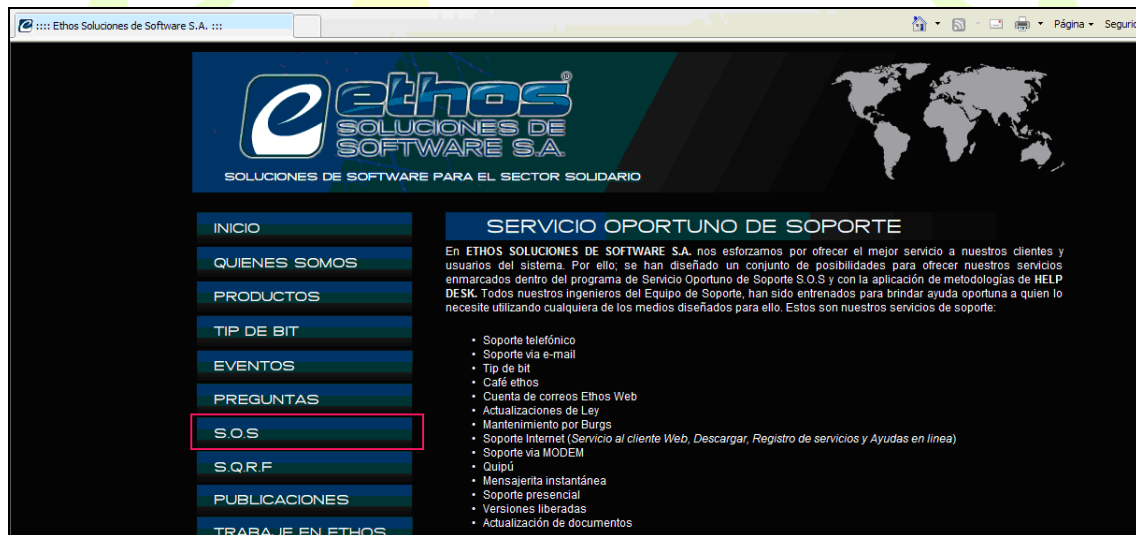 :::: Ethos Soluciones de Software S.A. :::
Página
Seguric
e ethos®
SOLUCIONES DE
SOFTWARE S.A.
SOLUCIONES DE SOFTWARE PARA EL SECTOR SOLIDARIO
INICIO
QUIENES SOMOS
PRODUCTOS
TIP DE BIT
EVENTOS
PREGUNTAS
S.O.S
S.Q.R.F
PUBLICACIONES
TRABAJE EN ETHOS
SERVICIO OPORTUNO DE SOPORTE
En ETHOS SOLUCIONES DE SOFTWARE S.A. nos esforzamos por ofrecer el mejor servicio a nuestros clientes y
usuarios del sistema. Por ello; se han diseñado un conjunto de posibilidades para ofrecer nuestros servicios
enmarcados dentro del programa de Servicio Oportuno de Soporte S.O.S y con la aplicación de metodologías de HELP
DESK. Todos nuestros ingenieros del Equipo de Soporte, han sido entrenados para brindar ayuda oportuna a quien lo
necesite utilizando cualquiera de los medios diseñados para ello. Estos son nuestros servicios de soporte:
• Soporte telefónico
• Soporte via e-mail
• Tip de bit
• Café ethos
• Cuenta de correos Ethos Web
• Actualizaciones de Ley
• Mantenimiento por Burgs
• Soporte Internet (Servicio al cliente Web, Descargar, Registro de servicios y Ayudas en linea)
• Soporte via MODEM
• Quipú
• Mensajerita instantánea
• Soporte presencial
• Versiones liberadas
• Actualización de documentos